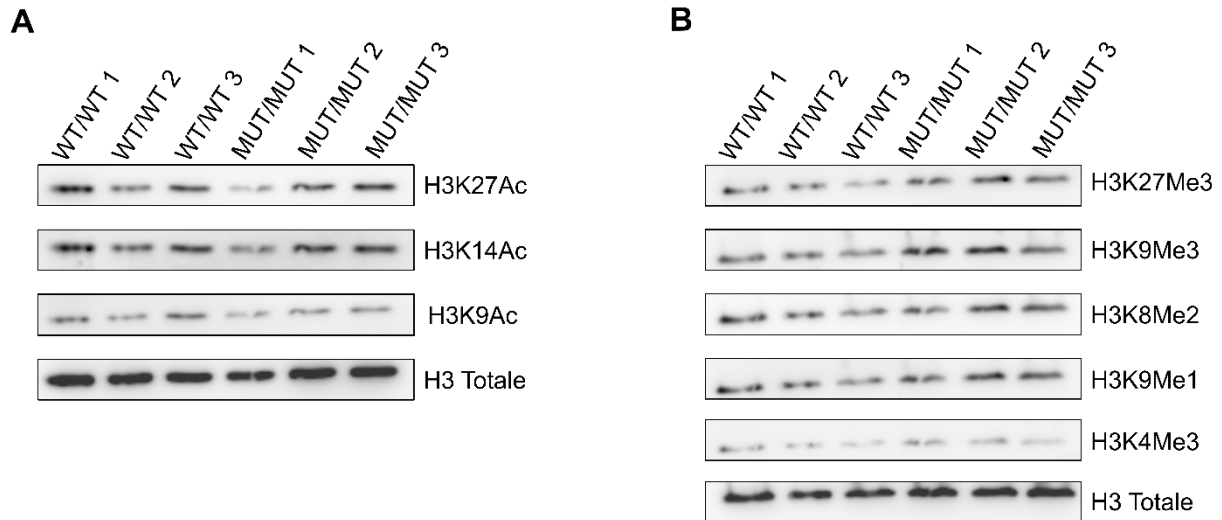 A
WT/WT 1
WT/WT 2
WT/WT 3
MUT/MUT 1
MUT/MUT 2
MUT/MUT 3
H3K27Ac
H3K14Ac
H3K9Ac
H3 Totale
B
WT/WT 1
WT/WT 2
WT/WT 3
MUT/MUT 1
MUT/MUT 2
MUT/MUT 3
H3K27Me3
H3K9Me3
H3K8Me2
H3K9Me1
H3K4Me3
H3 Totale